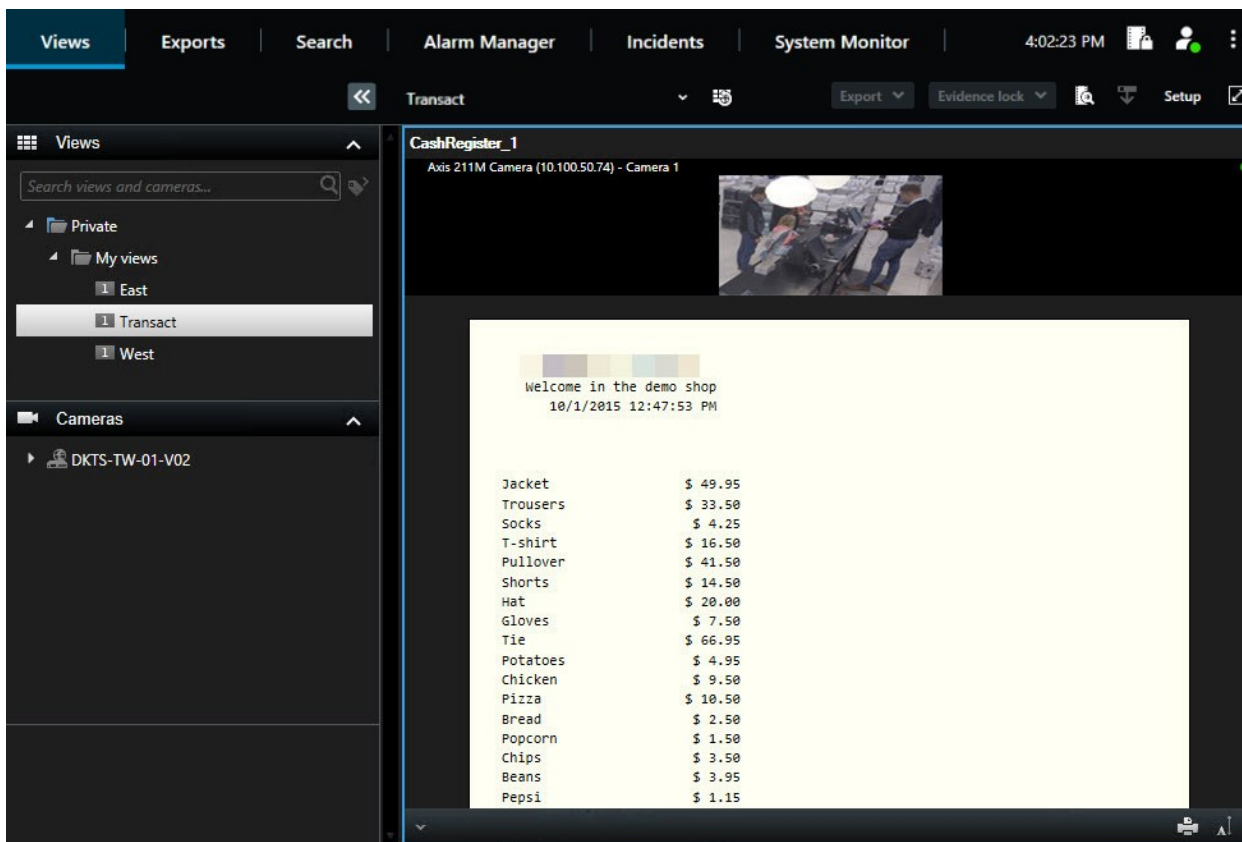 Views Exports Search Alarm Manager Incidents System Monitor 4:02:23 PM
Transact Export Evidence lock Setup
Views
Search views and cameras...
Private
My views
1 East
1 Transact
1 West
Cameras
DKTS-TW-01-V02
CashRegister_1
Axis 211M Camera (10.100.50.74) - Camera 1
Welcome in the demo shop
10/1/2015 12:47:53 PM
Jacket $ 49.95
Trousers $ 33.50
Socks $ 4.25
T-shirt $ 16.50
Pullover $ 41.50
Shorts $ 14.50
Hat $ 20.00
Gloves $ 7.50
Tie $ 66.95
Potatoes $ 4.95
Chicken $ 9.50
Pizza $ 10.50
Bread $ 2.50
Popcorn $ 1.50
Chips $ 3.50
Beans $ 3.95
Pepsi $ 1.15
A